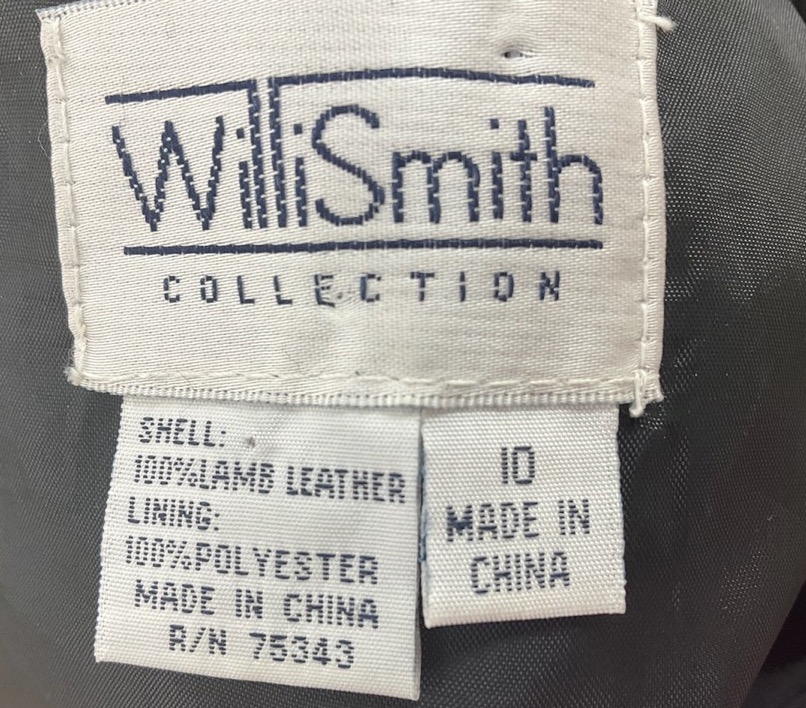 WilliSmith
COLLECTION
SHELL:
100%LAMB LEATHER
LINING:
100%POLYESTER
MADE IN CHINA
R/N 75343
10
MADE IN
CHINA